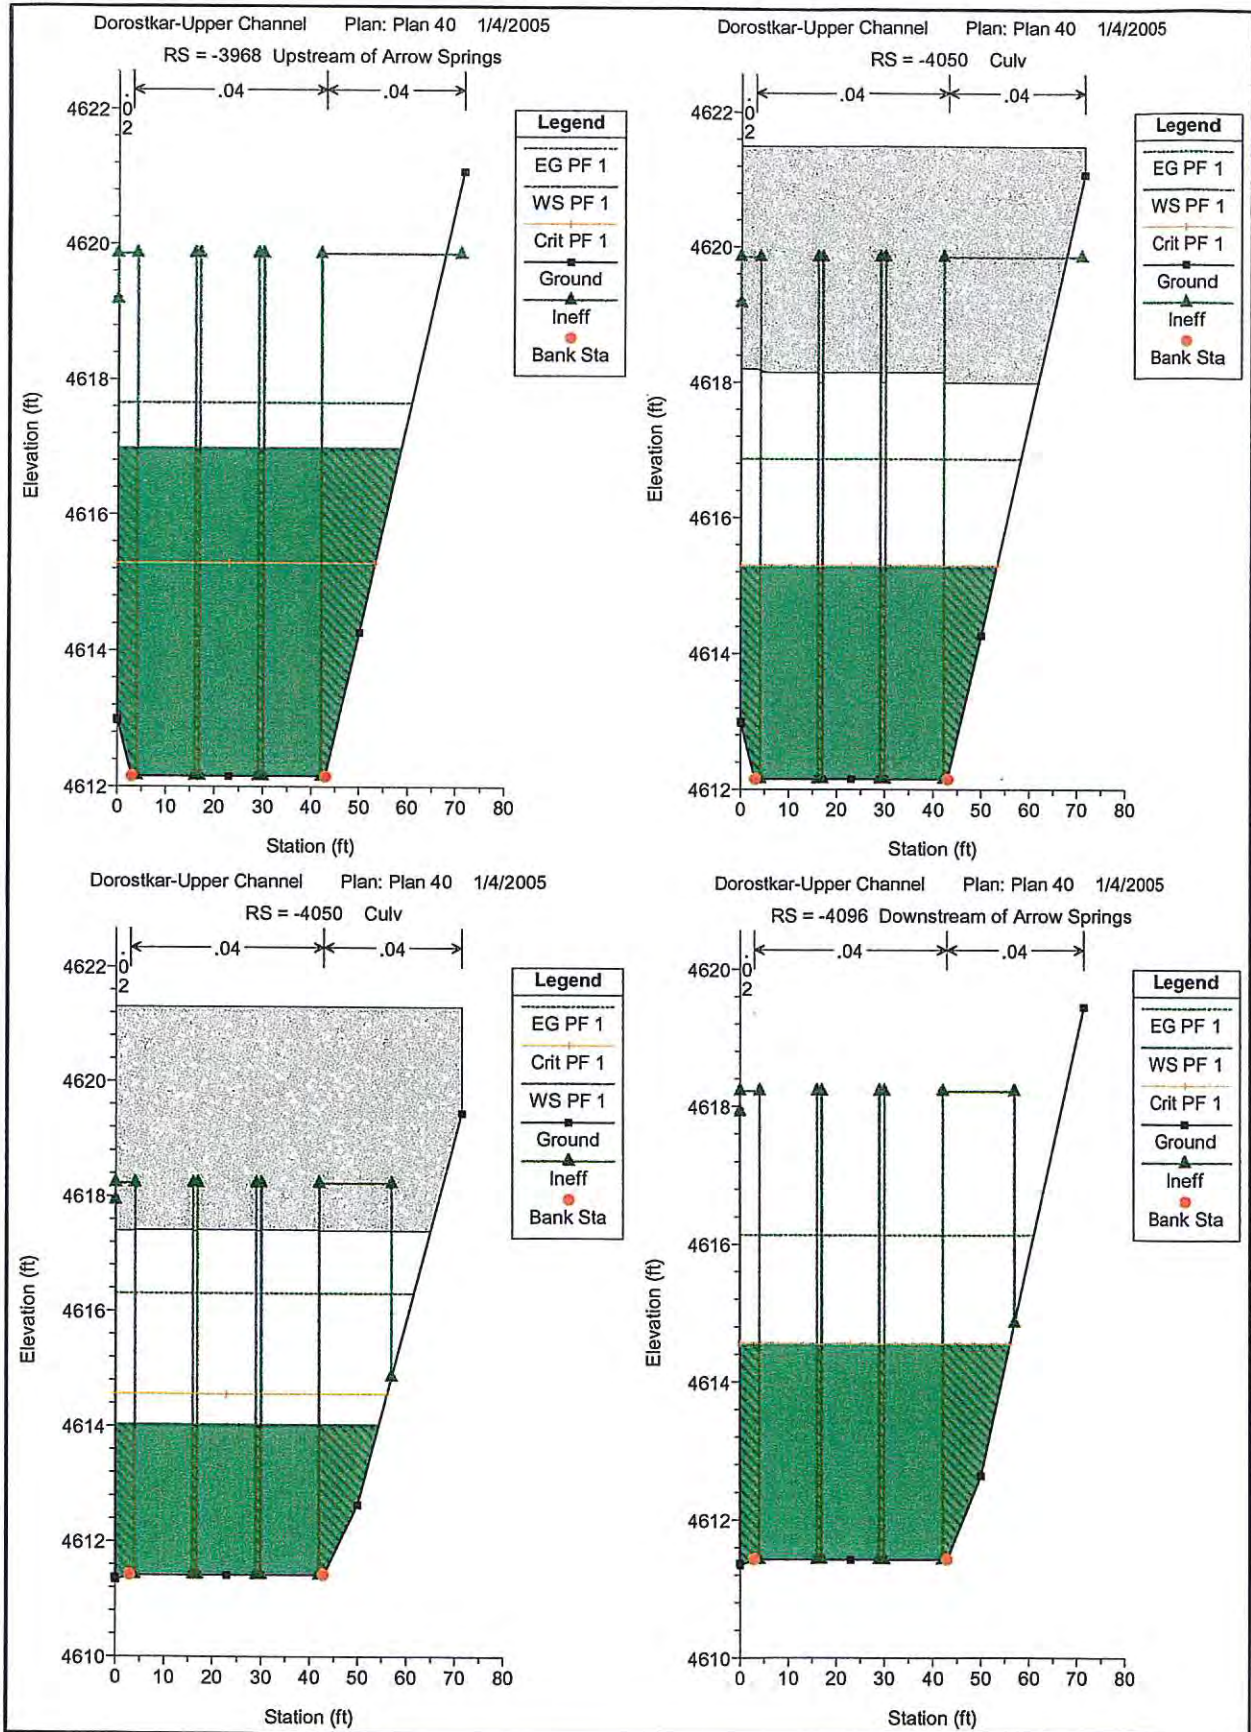 Dorostkar-Upper Channel Plan: Plan 40 1/4/2005
RS = -3968 Upstream of Arrow Springs
.02
.04
.04
4622
4620
4618
4616
4614
4612
Elevation (ft)
0 10 20 30 40 50 60 70 80
Station (ft)
Legend
EG PF 1
WS PF 1
Crit PF 1
Ground
Ineff
Bank Sta
Dorostkar-Upper Channel Plan: Plan 40 1/4/2005
RS = -4050 Culv
.02
.04
.04
4622
4620
4618
4616
4614
4612
Elevation (ft)
0 10 20 30 40 50 60 70 80
Station (ft)
Legend
EG PF 1
WS PF 1
Crit PF 1
Ground
Ineff
Bank Sta
Dorostkar-Upper Channel Plan: Plan 40 1/4/2005
RS = -4050 Culv
.02
.04
.04
4622
4620
4618
4616
4614
4612
4610
Elevation (ft)
0 10 20 30 40 50 60 70 80
Station (ft)
Legend
EG PF 1
Crit PF 1
WS PF 1
Ground
Ineff
Bank Sta
Dorostkar-Upper Channel Plan: Plan 40 1/4/2005
RS = -4096 Downstream of Arrow Springs
.02
.04
.04
4620
4618
4616
4614
4612
4610
Elevation (ft)
0 10 20 30 40 50 60 70 80
Station (ft)
Legend
EG PF 1
WS PF 1
Crit PF 1
Ground
Ineff
Bank Sta